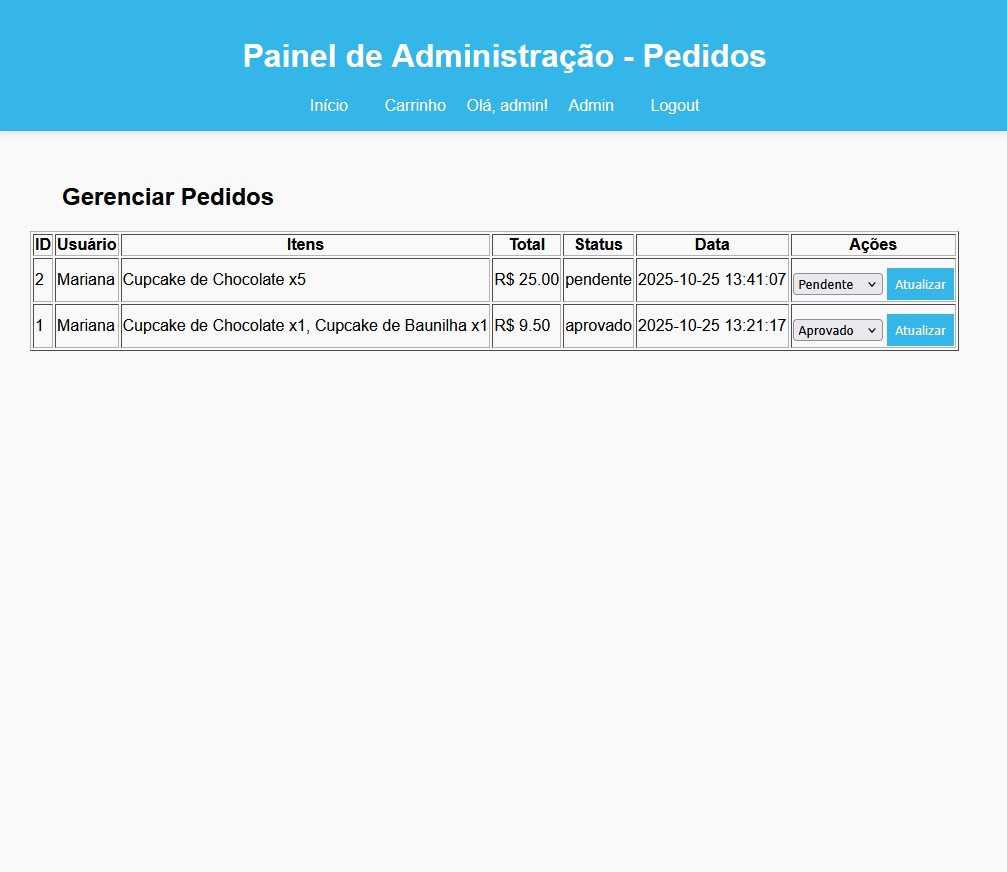 Painel de Administração - Pedidos
Início Carrinho Olá, admin! Admin Logout
Gerenciar Pedidos
ID Usuário Itens Total Status Data Ações
2 Mariana Cupcake de Chocolate x5 R$ 25.00 pendente 2025-10-25 13:41:07 Pendente Atualizar
1 Mariana Cupcake de Chocolate x1, Cupcake de Baunilha x1 R$ 9.50 aprovado 2025-10-25 13:21:17 Aprovado Atualizar